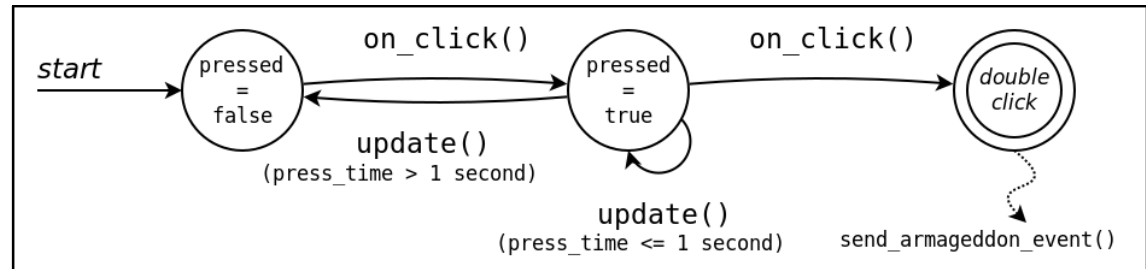 start
pressed
=
false
on_click()
update()
(press_time > 1 second)
pressed
=
true
update()
(press_time <= 1 second)
on_click()
double
click
send_armageddon_event()